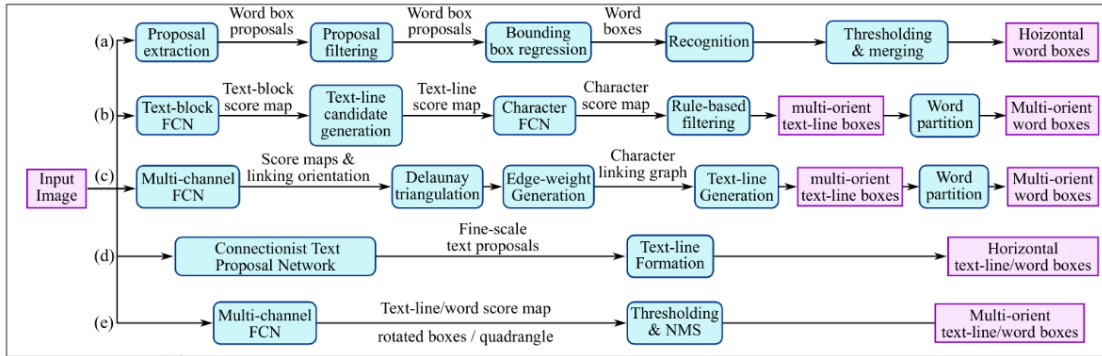 Word box
proposals
Word box
proposals
Word
boxes
(a)
Proposal
extraction
Proposal
filtering
Bounding
box regression
Recognition
Thresholding
& merging
Hoizontal
word boxes
Text-block
score map
Text-line
score map
Character
score map
(b)
Text-block
FCN
Text-line
candidate
generation
Character
FCN
Rule-based
filtering
multi-orient
text-line boxes
Word
partition
Multi-orient
word boxes
Input
Image
Score maps &
linking orientation
Character
linking graph
(c)
Multi-channel
FCN
Delaunay
triangulation
Edge-weight
Generation
Text-line
Generation
multi-orient
text-line boxes
Word
partition
Multi-orient
word boxes
Fine-scale
text proposals
(d)
Connectionist Text
Proposal Network
Text-line
Formation
Horizontal
text-line/word boxes
Text-line/word score map
rotated boxes / quadrangle
(e)
Multi-channel
FCN
Thresholding
& NMS
Multi-orient
text-line/word boxes